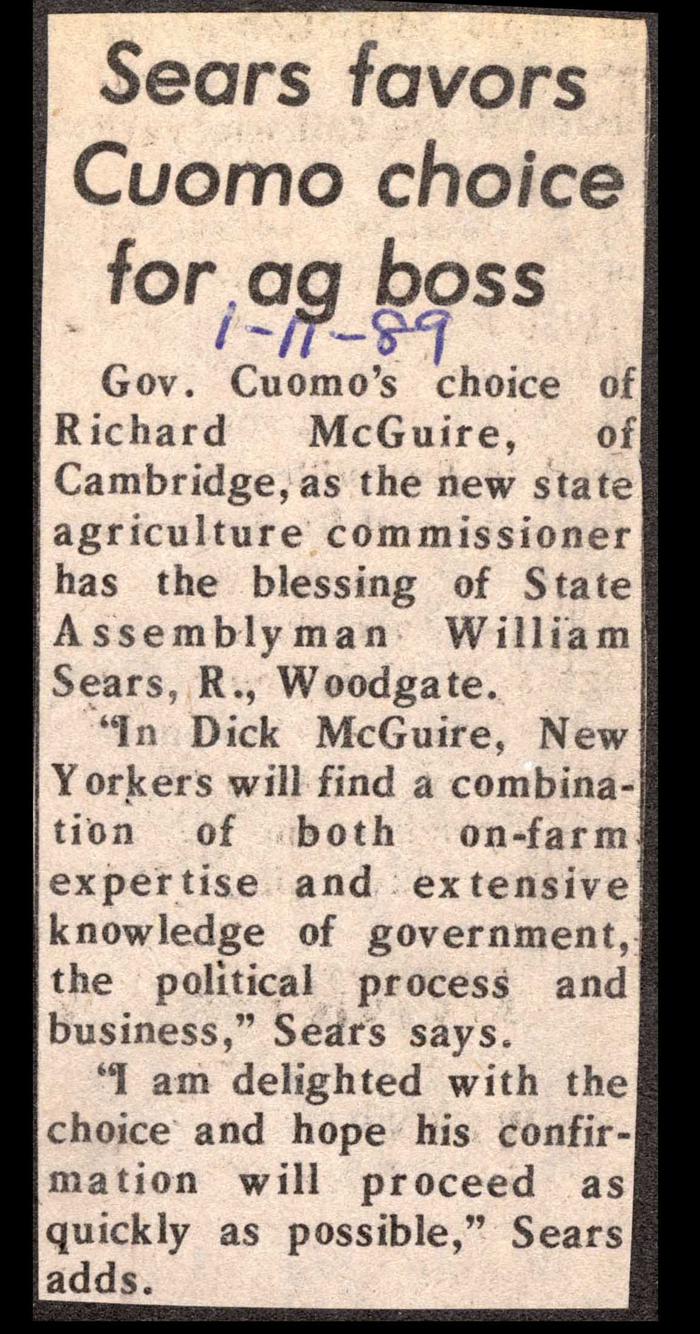 Sears favors
Cuomo choice
for ag boss
1-11-89
Gov. Cuomo's choice of
Richard McGuire, of
Cambridge, as the new state
agriculture commissioner
has the blessing of State
Assemblyman William
Sears, R., Woodgate.
"In Dick McGuire, New
Yorkers will find a combina-
tion of both on-farm
expertise and extensive
knowledge of government,
the political process and
business," Sears says.
"I am delighted with the
choice and hope his confir-
mation will proceed as
quickly as possible," Sears
adds.